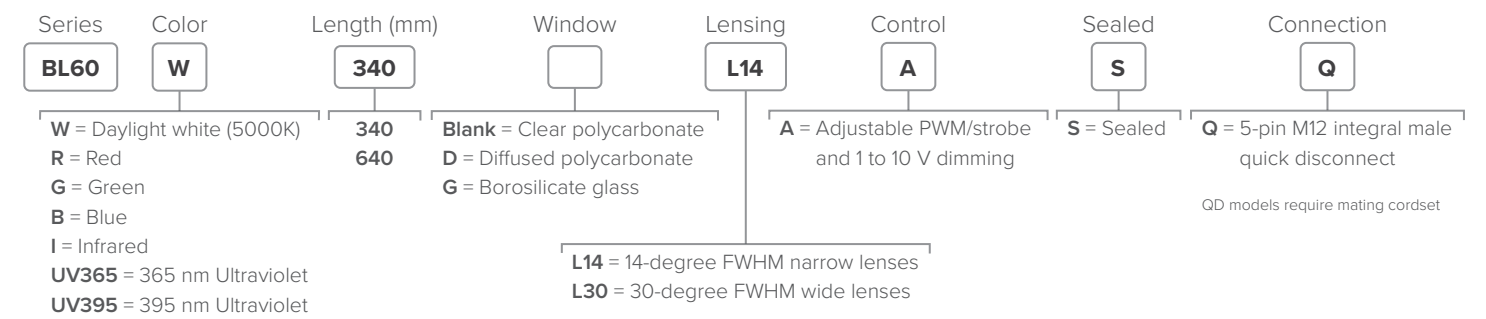 Series Color Length (mm) Window Lensing Control Sealed Connection
BL60 W 340 L14 A S Q
W = Daylight white (5000K)
R = Red
G = Green
B = Blue
I = Infrared
UV365 = 365 nm Ultraviolet
UV395 = 395 nm Ultraviolet
340
640
Blank = Clear polycarbonate
D = Diffused polycarbonate
G = Borosilicate glass
L14 = 14-degree FWHM narrow lenses
L30 = 30-degree FWHM wide lenses
A = Adjustable PWM/strobe
and 1 to 10 V dimming
S = Sealed
Q = 5-pin M12 integral male
quick disconnect
QD models require mating cordset